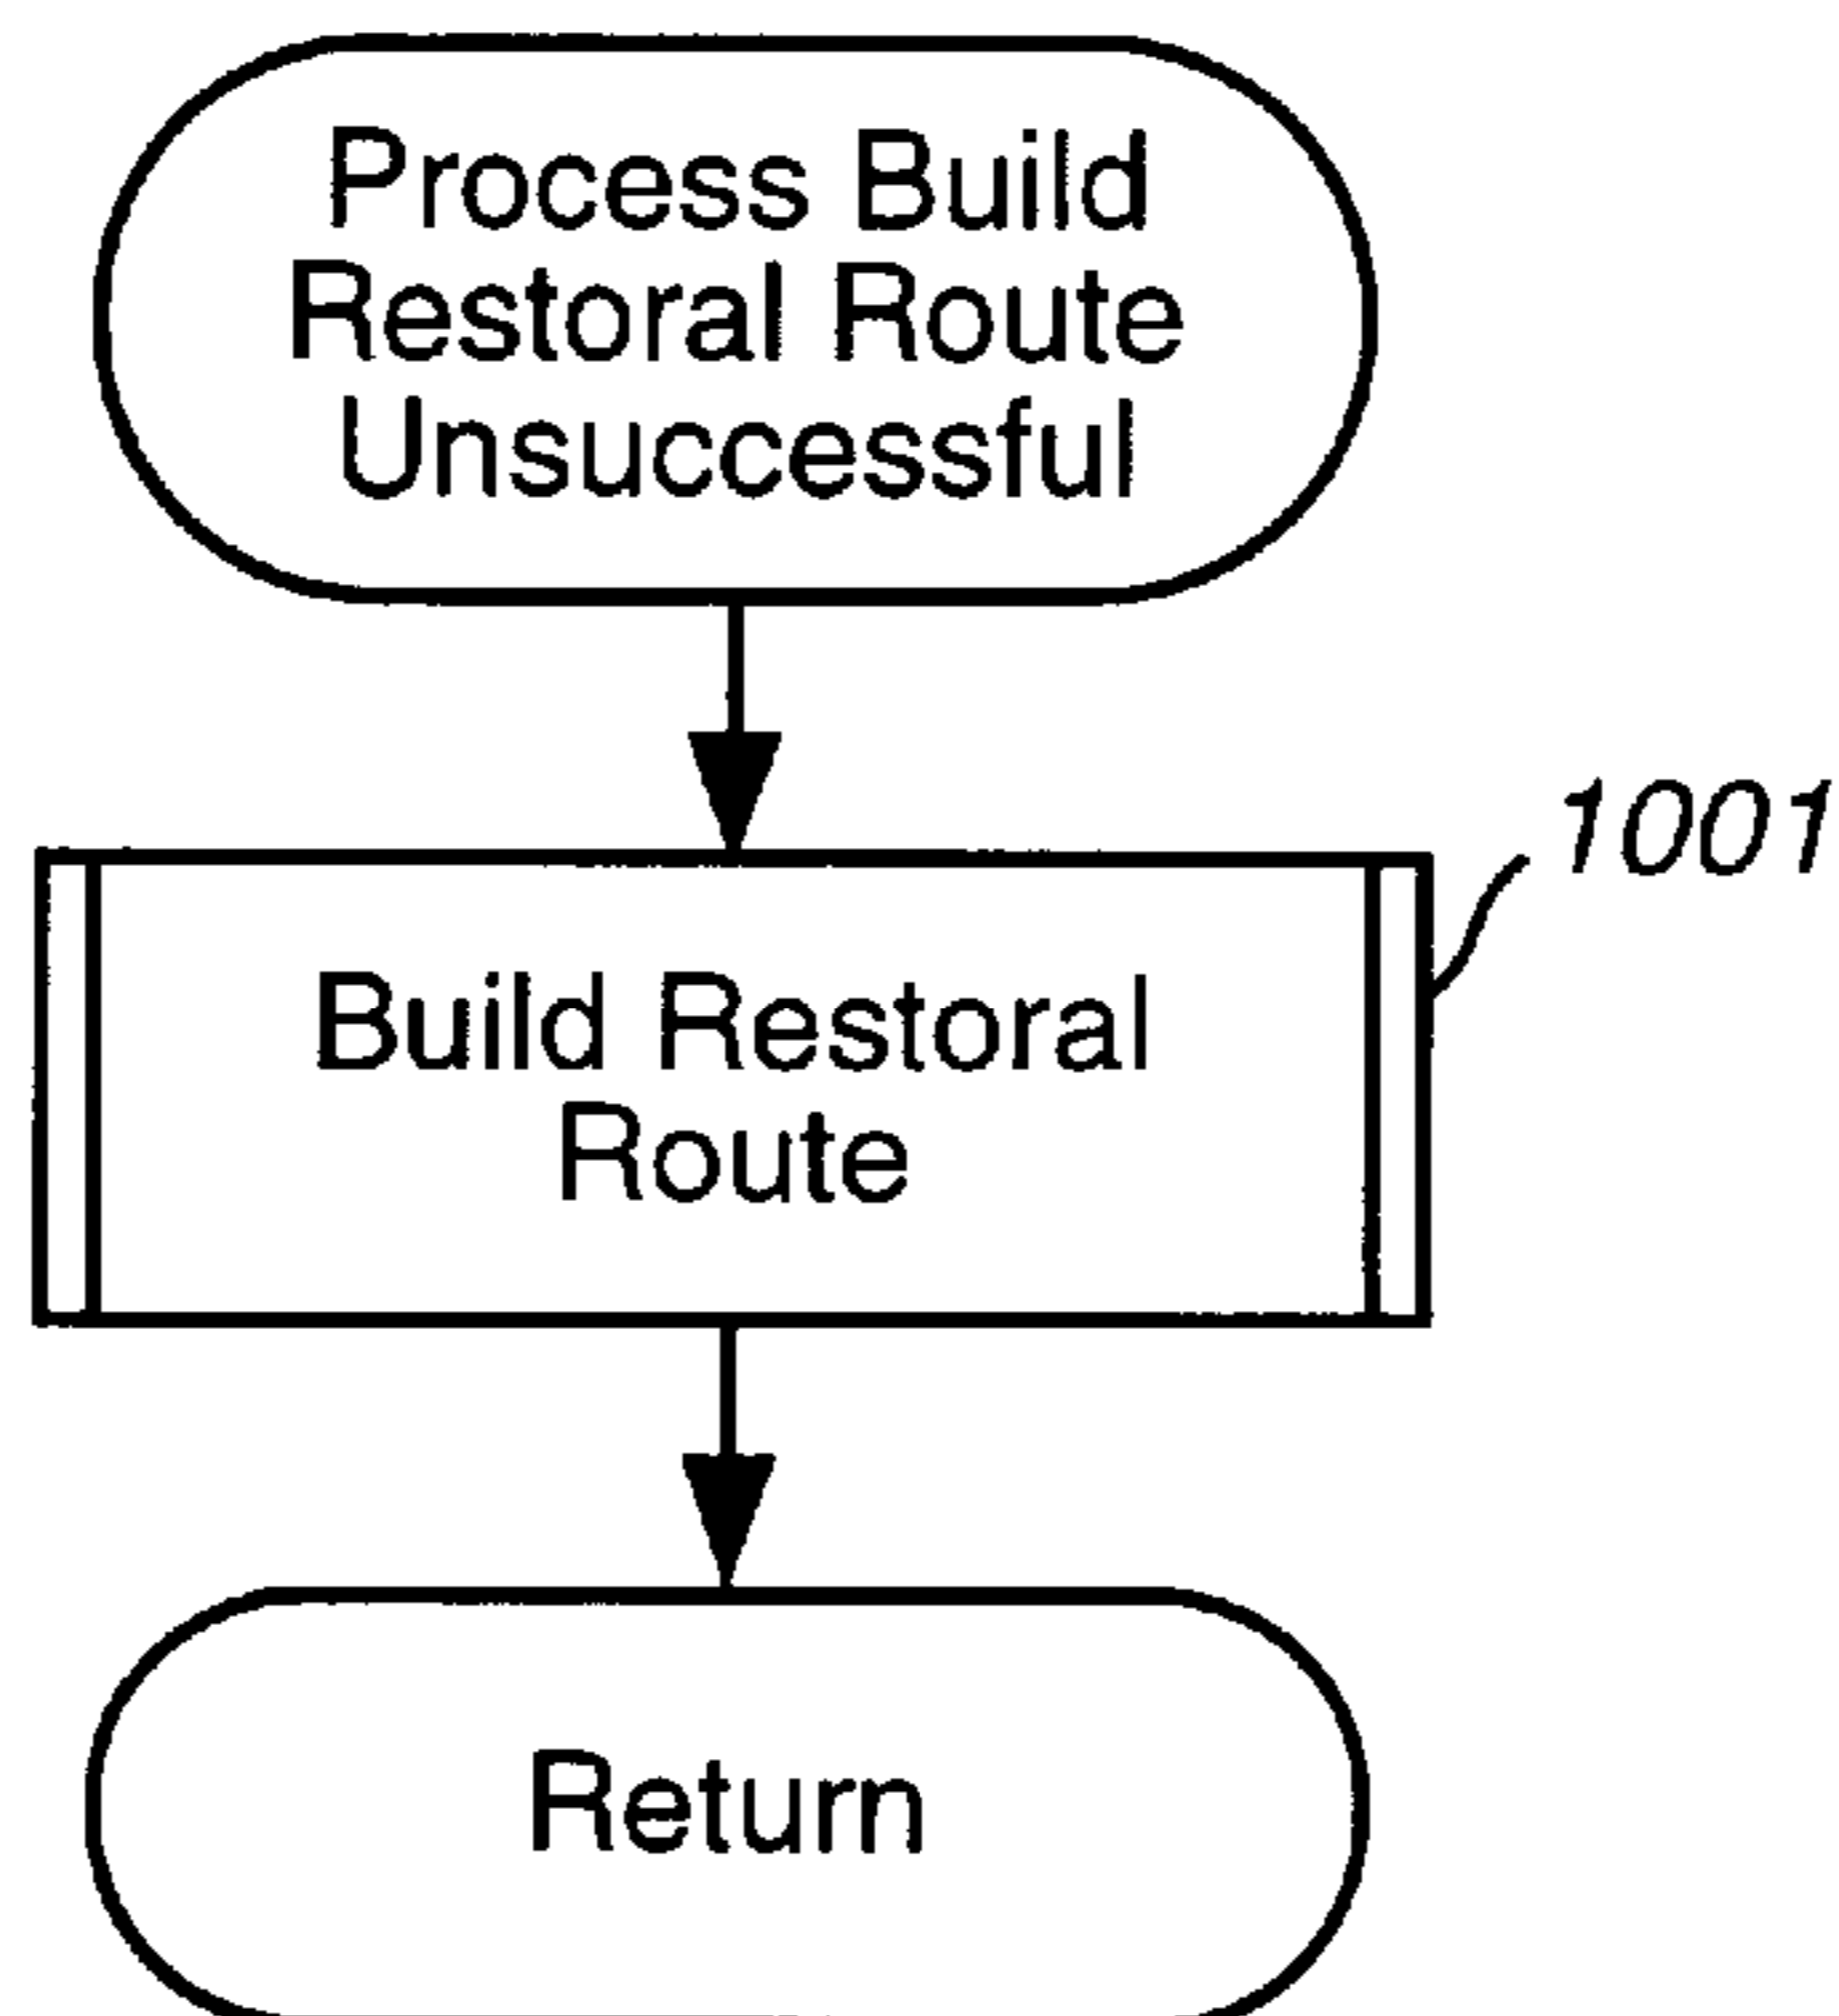 Process Build
Restoral Route
Unsuccessful
1001
Build Restoral
Route
Return